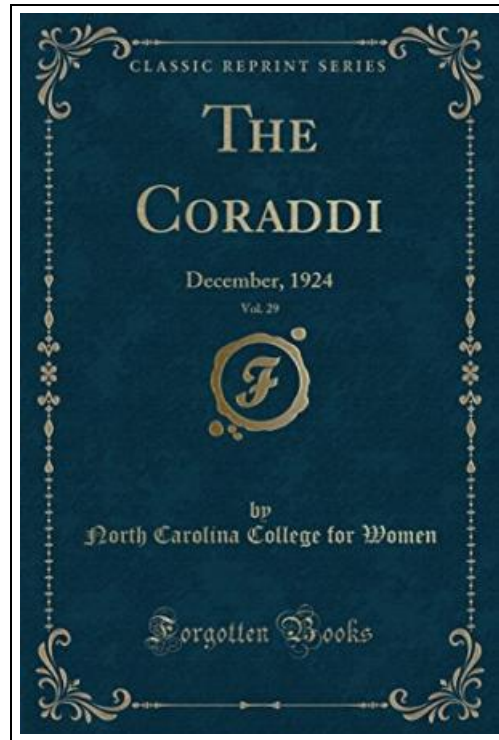 CLASSIC REPRINT SERIES
THE
CORADDI
December, 1924
Vol. 29
F
by
North Carolina College for Women
Forgotten Books